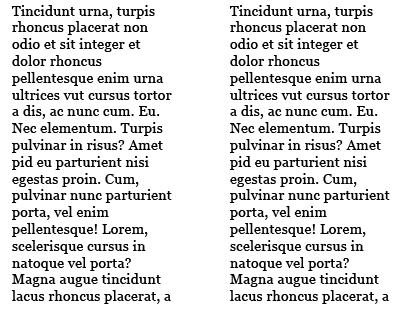 Tincidunt urna, turpis
rhoncus placerat non
odio et sit integer et
dolor rhoncus
pellentesque enim urna
ultrices vut cursus tortor
a dis, ac nunc cum. Eu.
Nec elementum. Turpis
pulvinar in risus? Amet
pid eu parturient nisi
egestas proin. Cum,
pulvinar nunc parturient
porta, vel enim
pellentesque! Lorem,
scelerisque cursus in
natoque vel porta?
Magna augue tincidunt
lacus rhoncus placerat, a
Tincidunt urna, turpis
rhoncus placerat non
odio et sit integer et
dolor rhoncus
pellentesque enim urna
ultrices vut cursus tortor
a dis, ac nunc cum. Eu.
Nec elementum. Turpis
pulvinar in risus? Amet
pid eu parturient nisi
egestas proin. Cum,
pulvinar nunc parturient
porta, vel enim
pellentesque! Lorem,
scelerisque cursus in
natoque vel porta?
Magna augue tincidunt
lacus rhoncus placerat, a